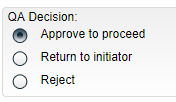 QA Decision:
Approve to proceed
Return to initiator
Reject